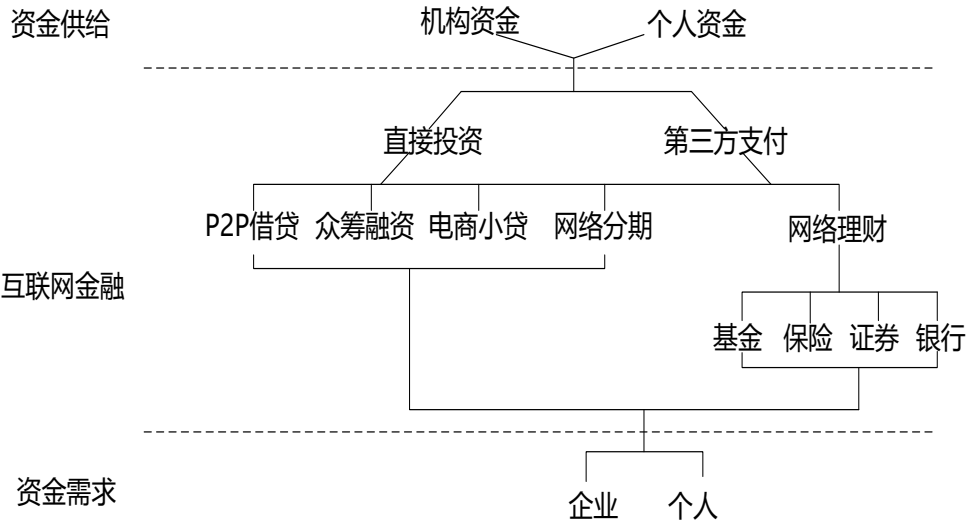 资金供给 机构资金 个人资金
直接投资 第三方支付
P2P借贷 众筹融资 电商小贷 网络分期 网络理财
互联网金融
基金 保险 证券 银行
资金需求 企业 个人